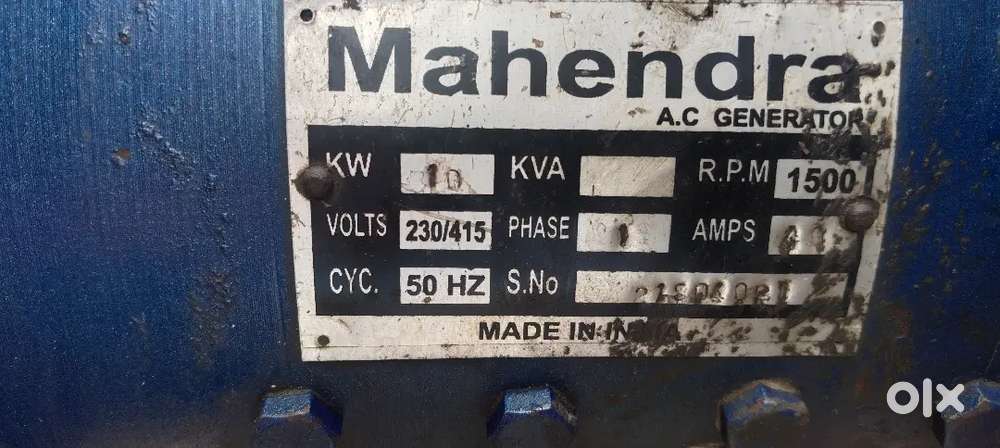 Mahendra
A.C GENERATOR
KW 10 KVA R.P.M 1500
VOLTS 230/415 PHASE 1 AMPS
CYC. 50 HZ S.No
MADE IN INDIA
olx